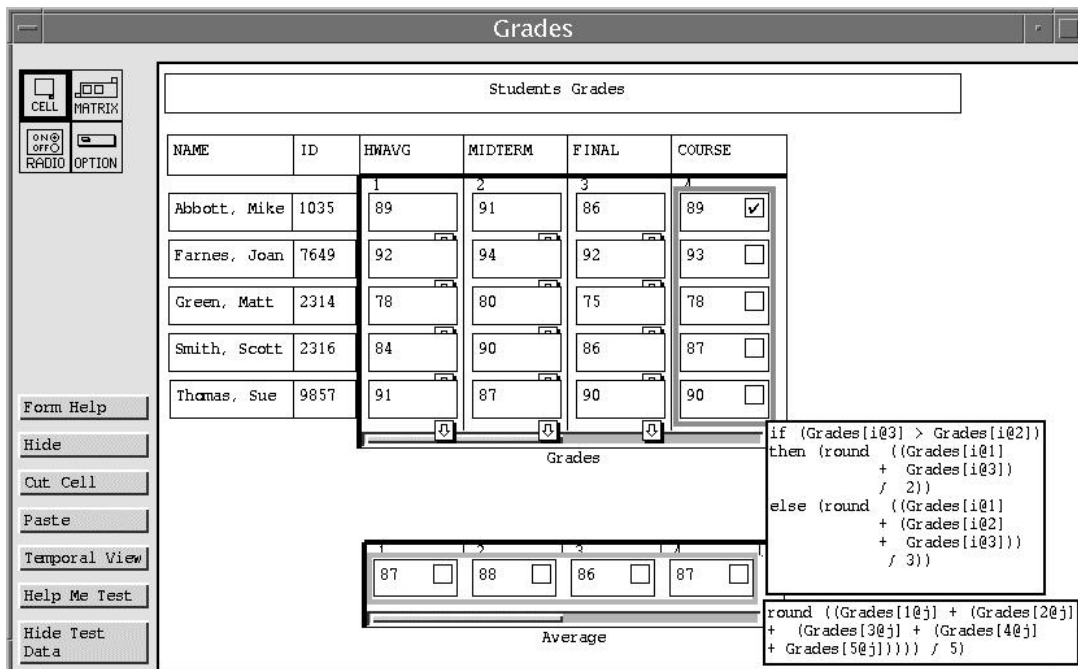 Grades
CELL MATRIX
ON
OFF
RADIO OPTION
Students Grades
NAME ID HWAVG MIDTERM FINAL COURSE
1 2 3 4
Abbott, Mike 1035 89 91 86 89
Farnes, Joan 7649 92 94 92 93
Green, Matt 2314 78 80 75 78
Smith, Scott 2316 84 90 86 87
Thomas, Sue 9857 91 87 90 90
Grades
if (Grades[i@3] > Grades[i@2])
then (round ((Grades[i@1]
+ Grades[i@3])
/ 2))
else (round ((Grades[i@1]
+ (Grades[i@2]
+ Grades[i@3]))
/ 3))
1 2 3 4
87 88 86 87
Average
round ((Grades[1@j] + (Grades[2@j]
+ (Grades[3@j] + (Grades[4@j]
+ Grades[5@j])))) / 5)
Form Help
Hide
Cut Cell
Paste
Temporal View
Help Me Test
Hide Test
Data